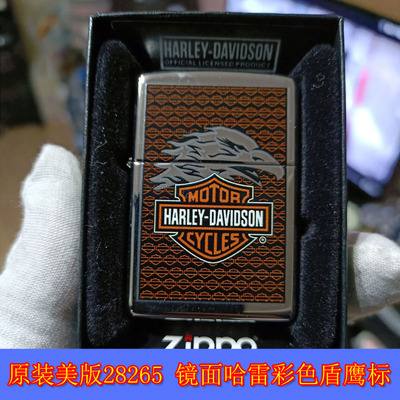 HARLEY-DAVIDSON
OFFICIAL LICENSED PRODUCT
MOTOR
HARLEY-DAVIDSON
CYCLES ®
zippo
原装美版28265 镜面哈雷彩色盾鹰标